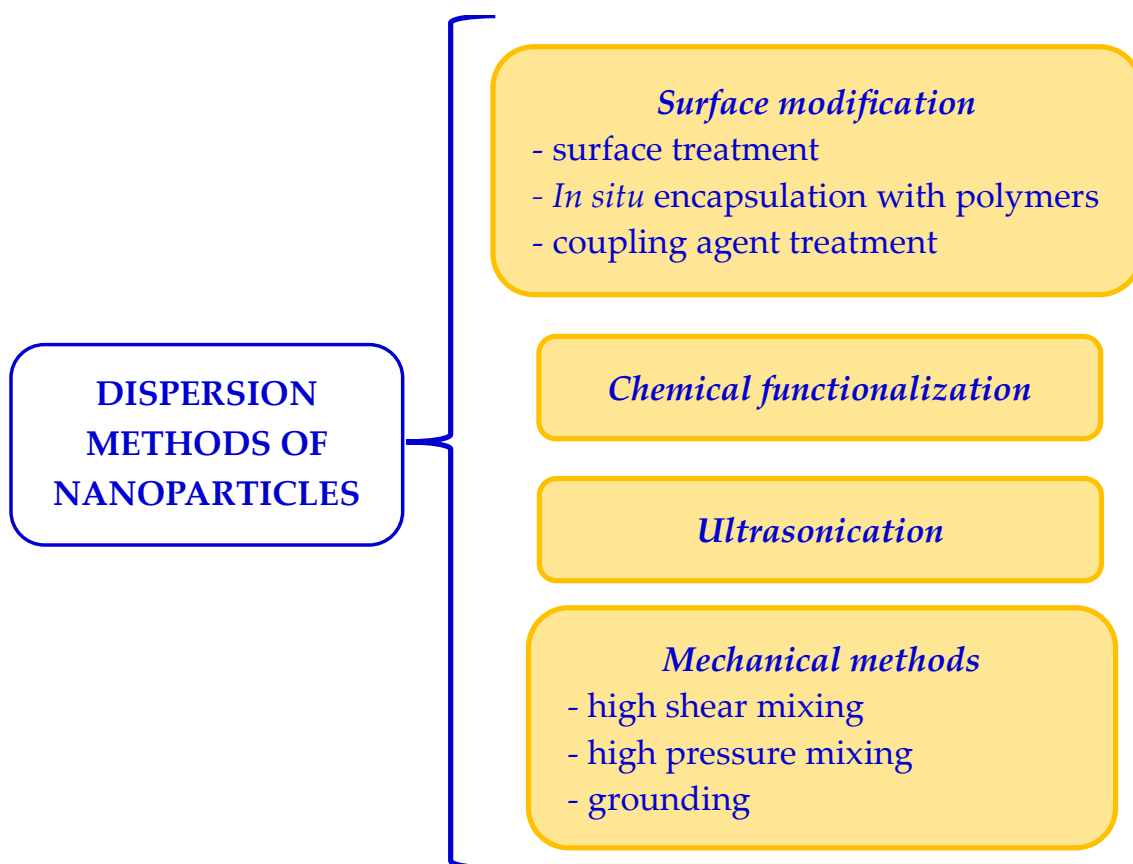 DISPERSION
METHODS OF
NANOPARTICLES
Surface modification
- surface treatment
- In situ encapsulation with polymers
- coupling agent treatment
Chemical functionalization
Ultrasonication
Mechanical methods
- high shear mixing
- high pressure mixing
- grounding